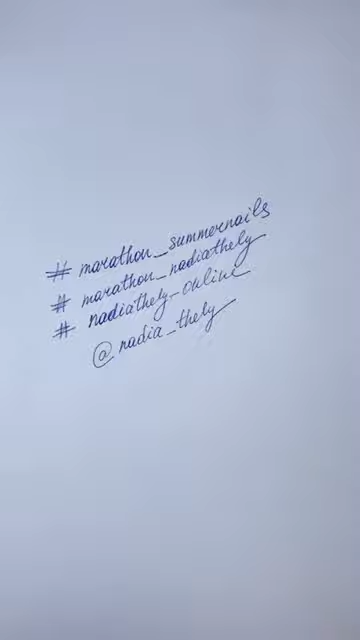 # marathon_summernails
# marathon_nadiathely
# nadiathely_online
@nadia_thely